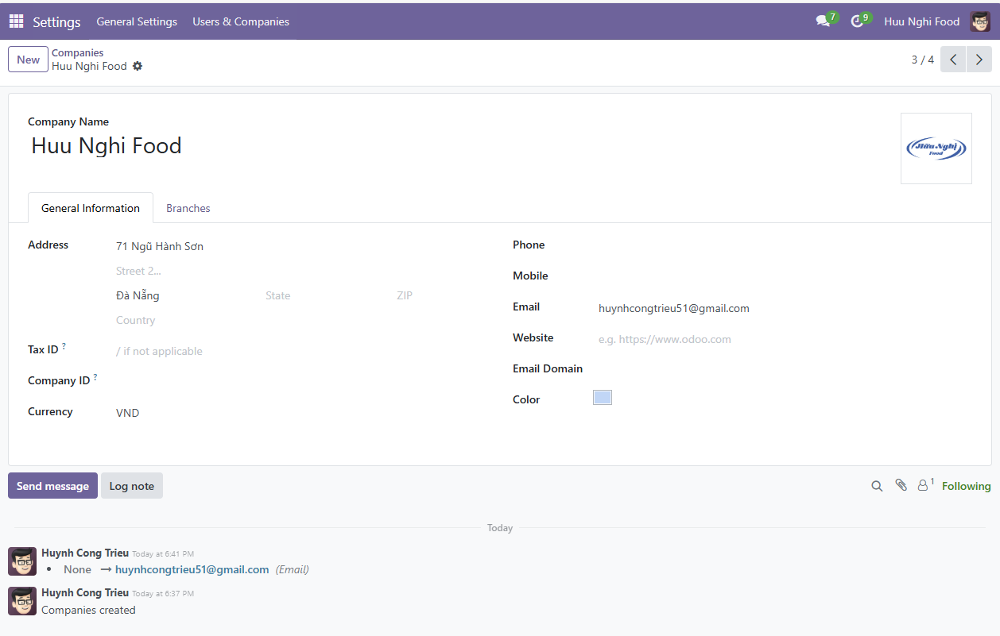 Settings General Settings Users & Companies 7 9 Huu Nghi Food
New Companies
Huu Nghi Food 3 / 4
Company Name
Huu Nghi Food
Hữu Nghị
Food
General Information Branches
Address 71 Ngũ Hành Sơn Phone
Street 2...
Mobile
Đà Nẵng State ZIP
Email huynhcongtrieu51@gmail.com
Country
Website e.g. https://www.odoo.com
Tax ID ? / if not applicable
Email Domain
Company ID ?
Color
Currency VND
Send message Log note 1 Following
Today
Huynh Cong Trieu Today at 6:41 PM
• None → huynhcongtrieu51@gmail.com (Email)
Huynh Cong Trieu Today at 6:37 PM
Companies created